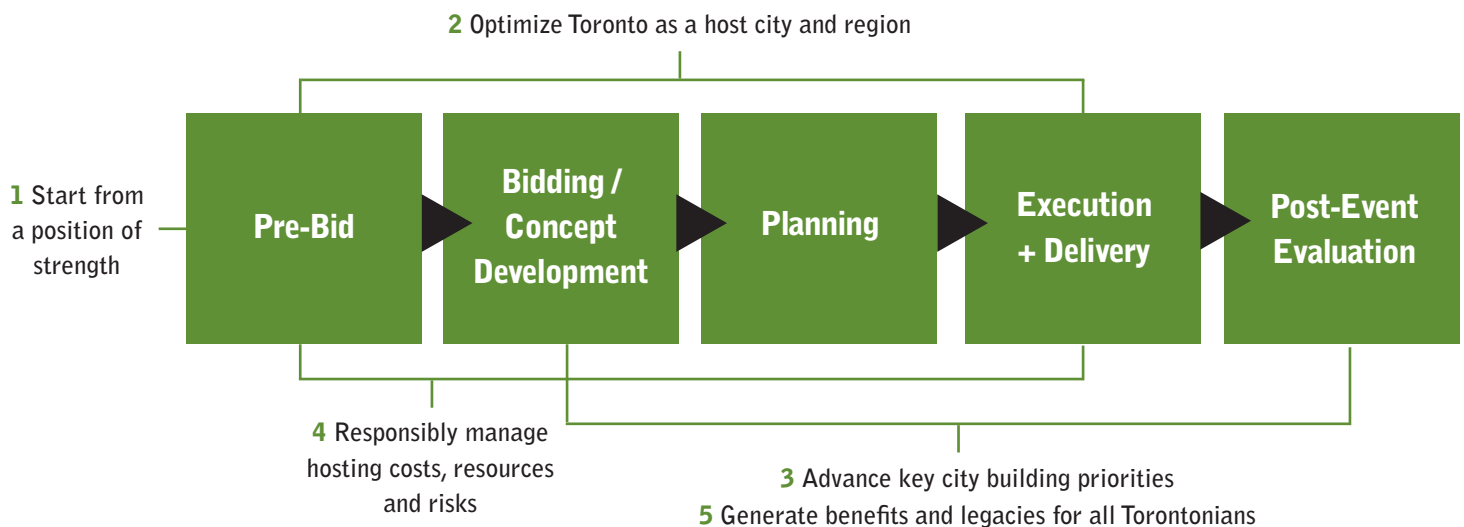 2 Optimize Toronto as a host city and region
1 Start from
a position of
strength
Pre-Bid
Bidding /
Concept
Development
Planning
Execution
+ Delivery
Post-Event
Evaluation
4 Responsibly manage
hosting costs, resources
and risks
3 Advance key city building priorities
5 Generate benefits and legacies for all Torontonians